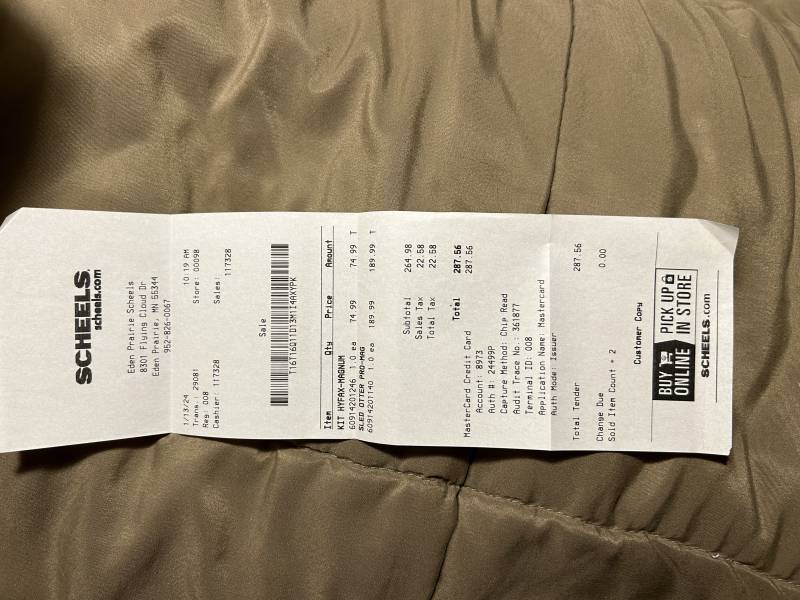 SCHEELS
scheels.com
Eden Prairie Scheels
8301 Flying Cloud Dr
Eden Prairie, MN 55344
952-826-0067
1/13/24 10:19 AM
Trans.: 29081 Store: 00098
Reg: 008
Cashier: 117328 Sales: 117328
Sale
T16T16Q11D13M1I4AXYPK
Item Qty Price Amount
KIT HYFAX-MAGNUM
60914201246 1.0 ea 74.99 74.99 T
SLED OTTER PRO-MAG
60914201140 1.0 ea 189.99 189.99 T
Subtotal 264.98
Sales Tax 22.58
Total Tax 22.58
Total 287.56
MasterCard Credit Card 287.56
Account: 8973
Auth #: 24499P
Capture Method: Chip Read
Audit Trace No.: 361877
Terminal ID: 008
Application Name: Mastercard
Auth Mode: Issuer
Total Tender 287.56
Change Due 0.00
Sold Item Count = 2
Customer Copy
BUY ONLINE PICK UP IN STORE
SCHEELS.com